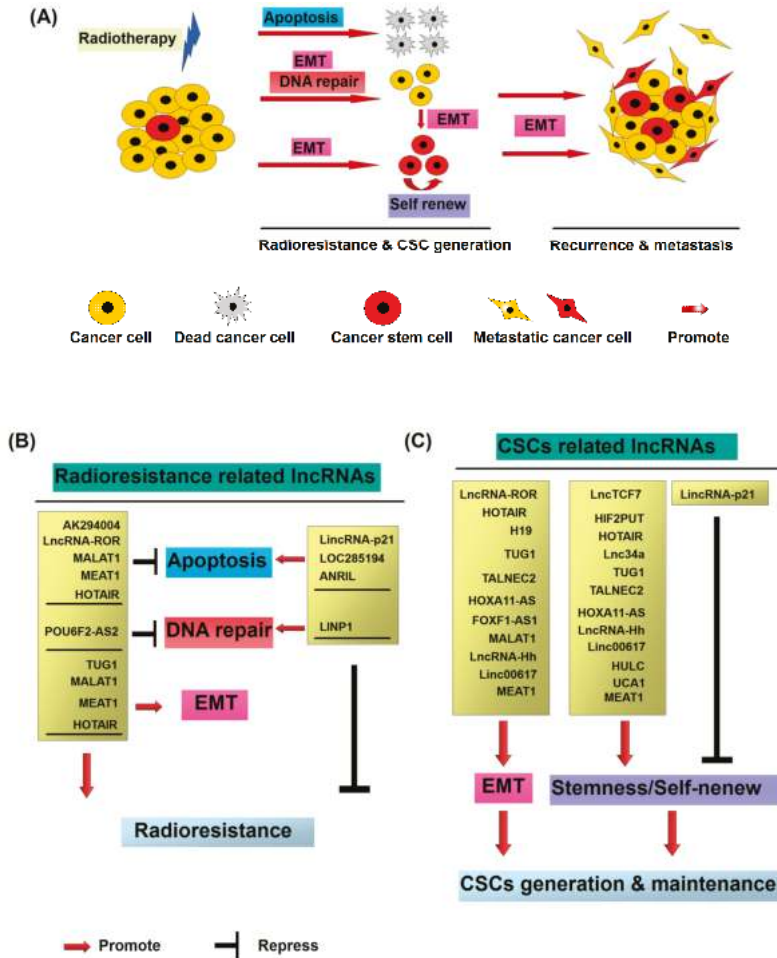 (A)
Radiotherapy
Apoptosis
EMT
DNA repair
EMT
EMT
EMT
Self renew
Radioresistance & CSC generation
Recurrence & metastasis
Cancer cell
Dead cancer cell
Cancer stem cell
Metastatic cancer cell
Promote
(B)
Radioresistance related lncRNAs
AK294004
LncRNA-ROR
MALAT1
MEAT1
HOTAIR
Apoptosis
LincRNA-p21
LOC285194
ANRIL
POU6F2-AS2
DNA repair
LINP1
TUG1
MALAT1
MEAT1
HOTAIR
EMT
Radioresistance
Promote
Repress
(C)
CSCs related lncRNAs
LncRNA-ROR
HOTAIR
H19
TUG1
TALNEC2
HOXA11-AS
FOXF1-AS1
MALAT1
LncRNA-Hh
Linc00617
MEAT1
LncTCF7
HIF2PUT
HOTAIR
Lnc34a
TUG1
TALNEC2
HOXA11-AS
LncRNA-Hh
Linc00617
HULC
UCA1
MEAT1
LincRNA-p21
EMT
Stemness/Self-nenew
CSCs generation & maintenance